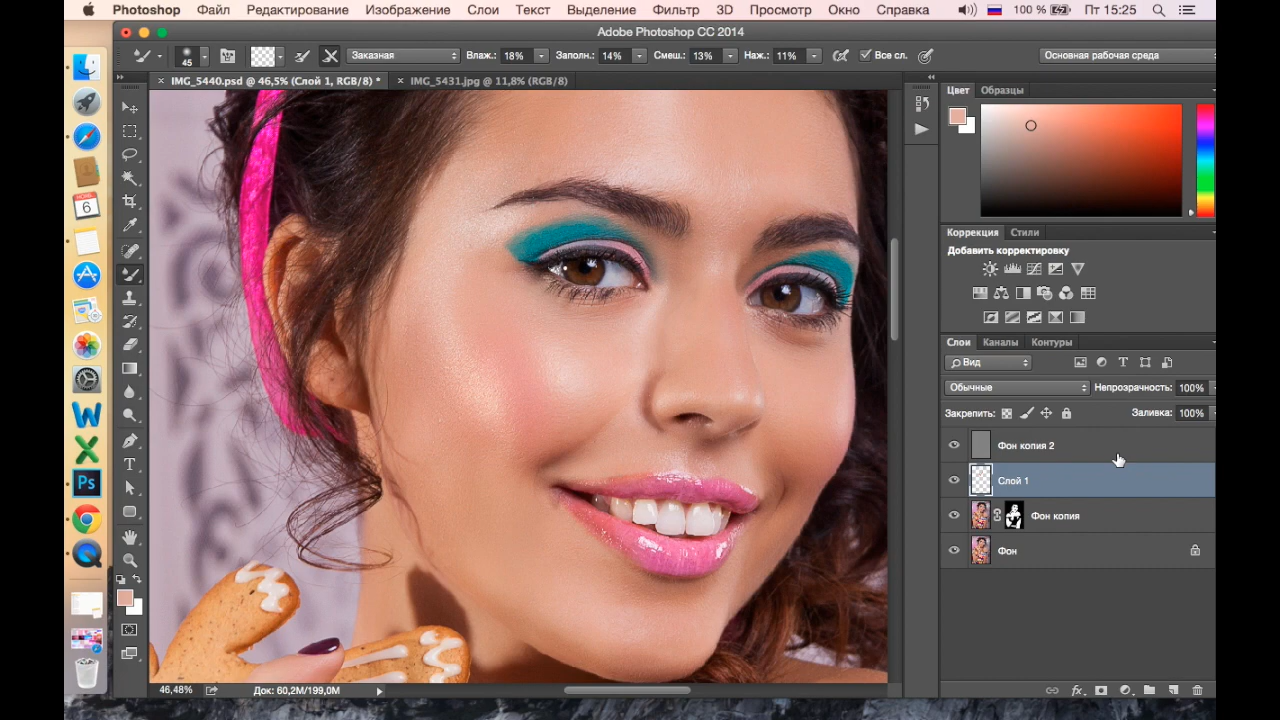 Photoshop Файл Редактирование Изображение Слои Текст Выделение Фильтр 3D Просмотр Окно Справка 100 % Пт 15:25
Adobe Photoshop CC 2014
45 Заказная Влаж.: 18% Заполн.: 14% Смеш.: 13% Наж.: 11% Все сл. Основная рабочая среда
× IMG_5440.psd @ 46,5% (Слой 1, RGB/8) * × IMG_5431.jpg @ 11,8% (RGB/8)
Цвет Образцы
6
Коррекция Стили
Добавить корректировку
Слои Каналы Контуры
Вид
Обычные Непрозрачность: 100%
Закрепить: Заливка: 100%
Фон копия 2
Слой 1
Фон копия
Фон
Ps
46,48% Док: 60,2M/199,0M
fx